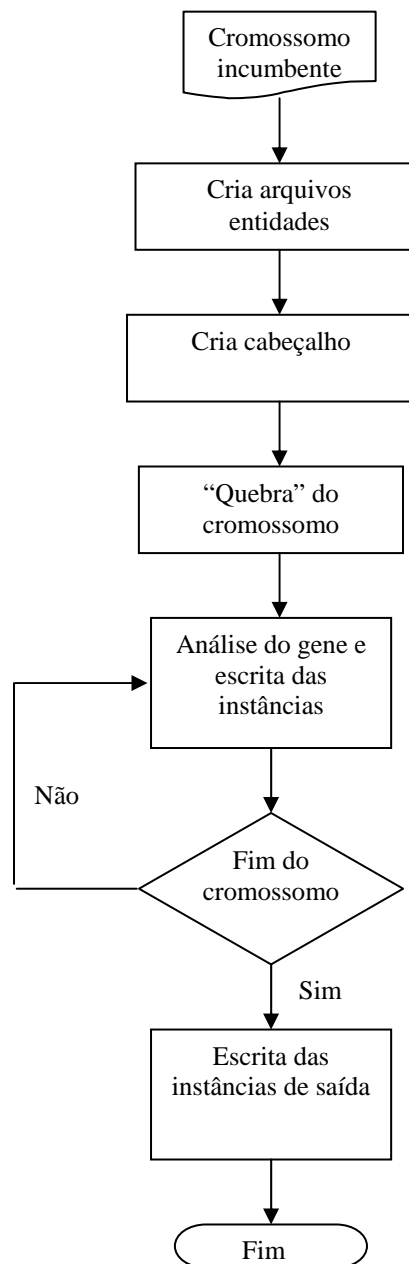 Cromossomo
incumbente
Cria arquivos
entidades
Cria cabeçalho
“Quebra” do
cromossomo
Análise do gene e
escrita das
instâncias
Não
Fim do
cromossomo
Sim
Escrita das
instâncias de saída
Fim